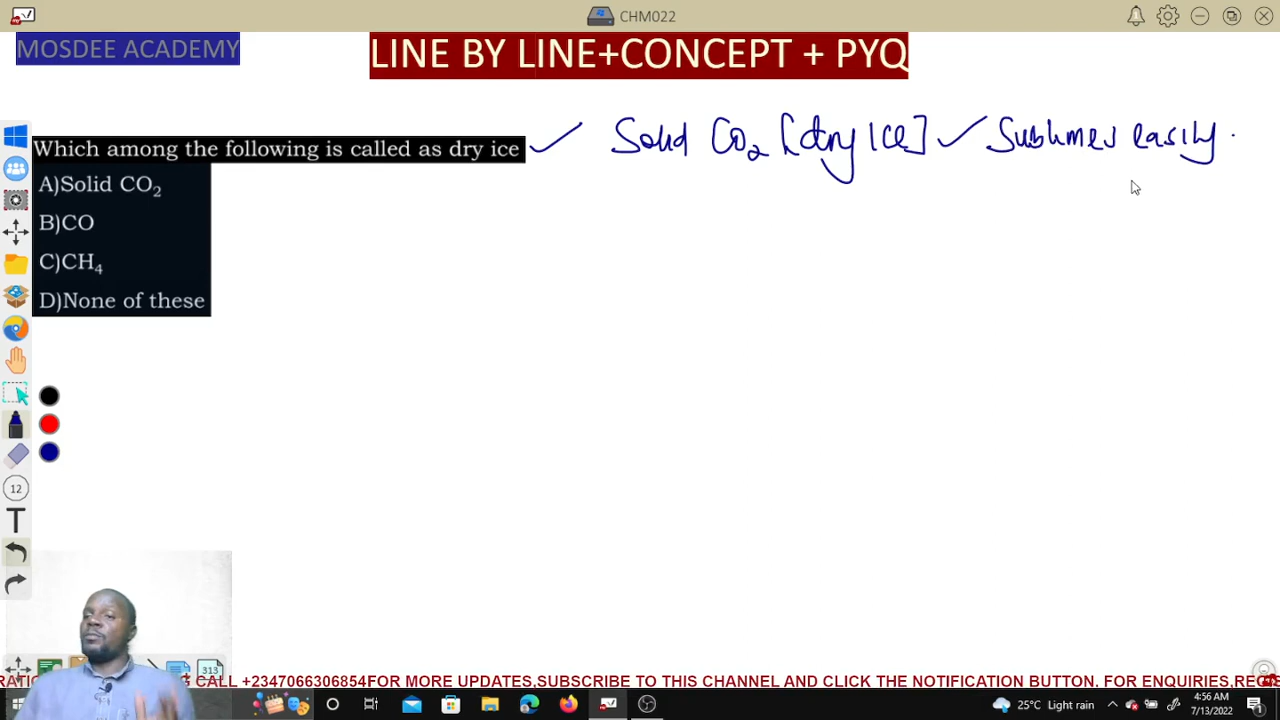 CHM022
MOSDEE ACADEMY
LINE BY LINE+CONCEPT + PYQ
Which among the following is called as dry ice
Solid CO₂ [dry Ice] Sublimes easily.
A)Solid CO₂
B)CO
C)CH₄
D)None of these
12
T
313
CALL +2347066306854FOR MORE UPDATES,SUBSCRIBE TO THIS CHANNEL AND CLICK THE NOTIFICATION BUTTON. FOR ENQUIRIES,REGIS
25°C Light rain
4:56 AM
7/13/2022